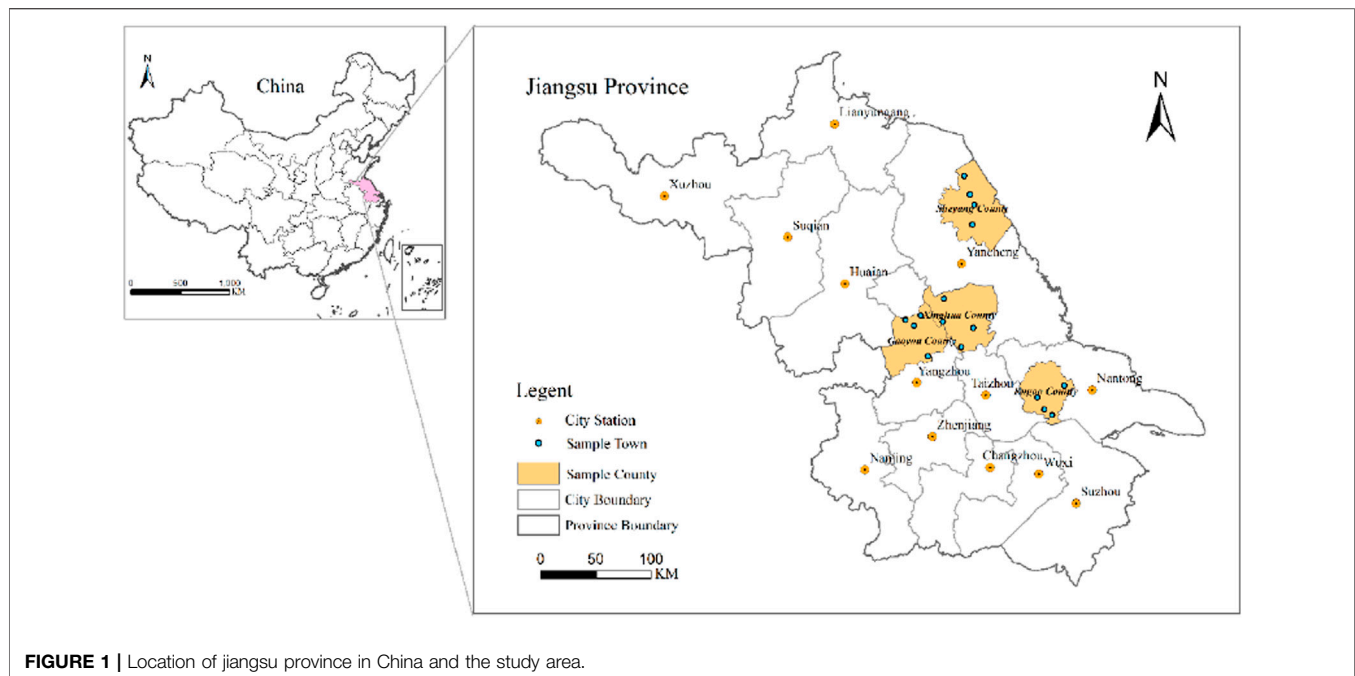 N
China
0 500 1,000
KM
Jiangsu Province
N
Lianyungang
Xuzhou
Sheyang County
Suqian
Yancheng
Huaian
Xinghua County
Gaoyou County
Yangzhou
Taizhou
Rugao County
Nantong
Zhenjiang
Nanjing
Changzhou
Wuxi
Suzhou
Legent
City Station
Sample Town
Sample County
City Boundary
Province Boundary
0 50 100
KM
FIGURE 1 | Location of jiangsu province in China and the study area.